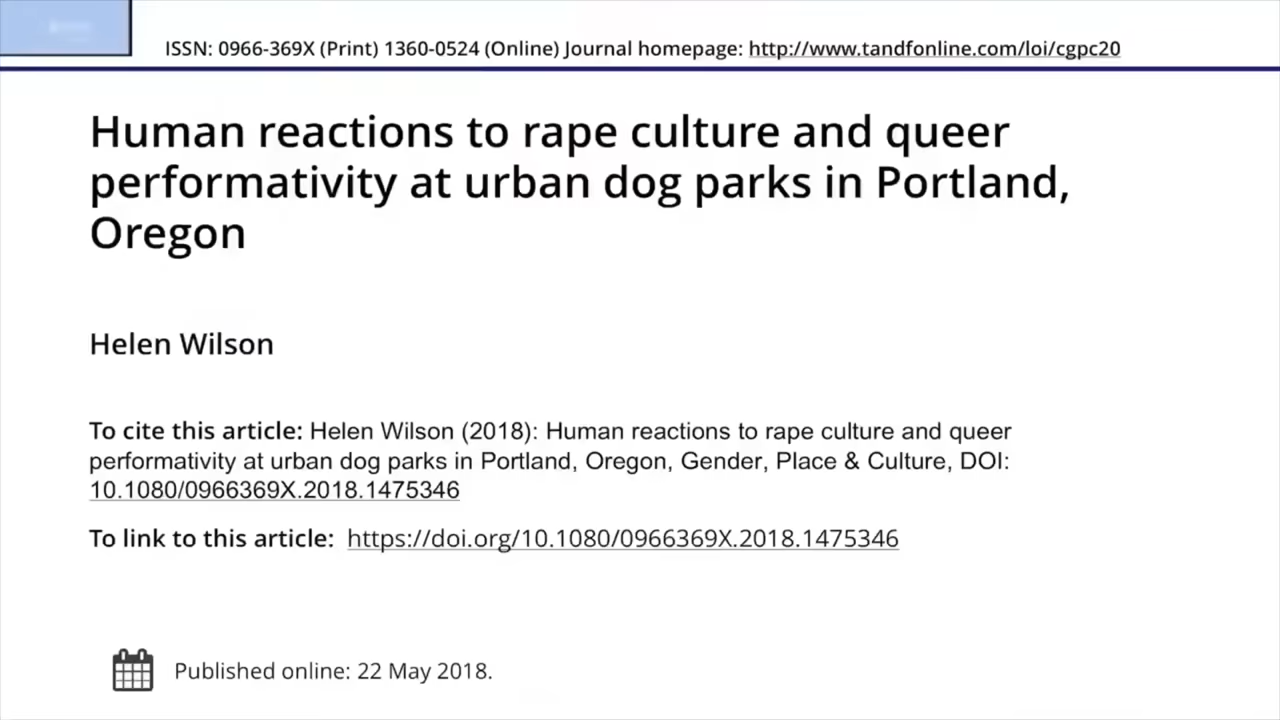 ISSN: 0966-369X (Print) 1360-0524 (Online) Journal homepage: http://www.tandfonline.com/loi/cgpc20
Human reactions to rape culture and queer
performativity at urban dog parks in Portland,
Oregon
Helen Wilson
To cite this article: Helen Wilson (2018): Human reactions to rape culture and queer
performativity at urban dog parks in Portland, Oregon, Gender, Place & Culture, DOI:
10.1080/0966369X.2018.1475346
To link to this article: https://doi.org/10.1080/0966369X.2018.1475346
Published online: 22 May 2018.